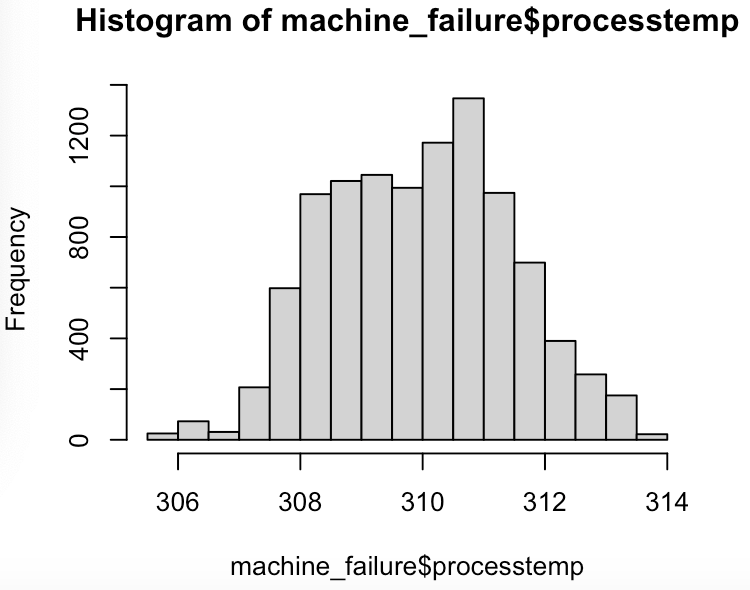 Histogram of machine_failure$processtemp
Frequency
1200
800
400
0
306 308 310 312 314
machine_failure$processtemp